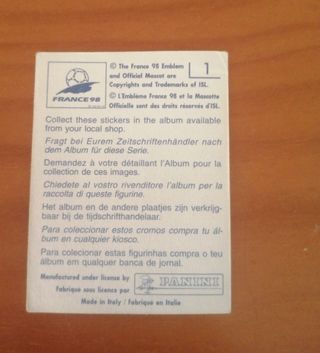 © The France 98 Emblem
and Official Mascot are
Copyrights and Trademarks of ISL.
© L'Emblème France 98 et la Mascotte
Officielle sont des droits réservés d'ISL.
1
FRANCE 98
Collect these stickers in the album available
from your local shop.
Fragt bei Eurem Zeitschriftenhändler nach
dem Album für diese Serie.
Demandez à votre détaillant l'Album pour la
collection de ces images.
Chiedete al vostro rivenditore l'album per la
raccolta di queste figurine.
Het album en de andere plaatjes zijn verkrijg-
baar bij de tijdschrifthandelaar.
Para coleccionar estos cromos compra tu ál-
bum en cualquier kiosco.
Para coleccionar estas figurinhas compra o teu
álbum em qualquer banca de jornal.
Manufactured under license by
Fabriqué sous licence par
PANINI
Made in Italy / Fabriqué en Italie